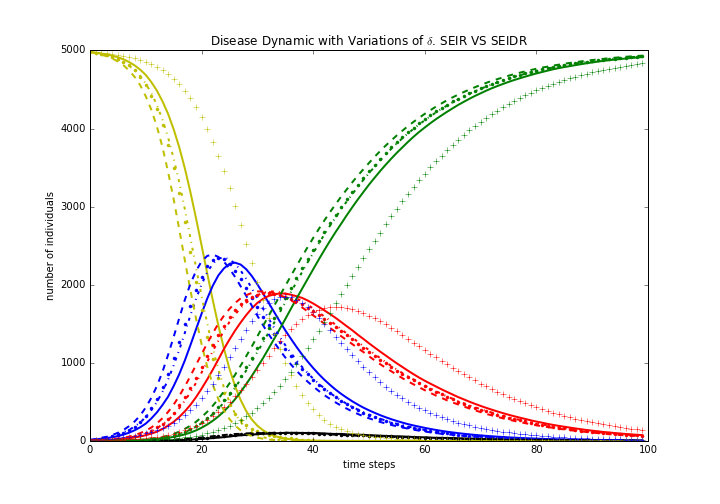 Disease Dynamic with Variations of δ. SEIR VS SEIDR
5000
4000
3000
2000
1000
0
number of individuals
0 20 40 60 80 100
time steps